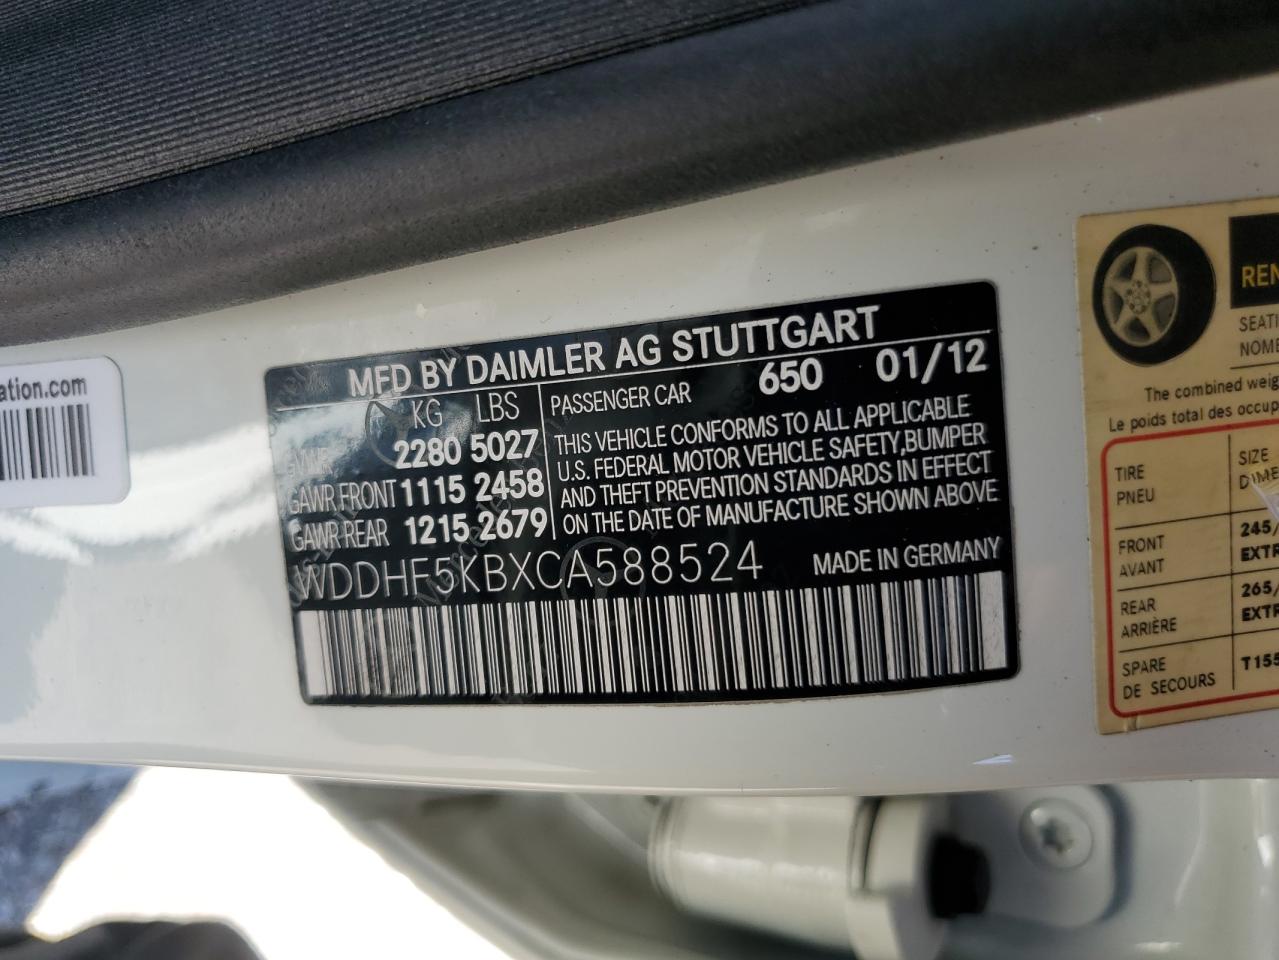 ation.com
MFD BY DAIMLER AG STUTTGART
KG LBS
GVWR 2280 5027
GAWR FRONT 1115 2458
GAWR REAR 1215 2679
PASSENGER CAR 650 01/12
THIS VEHICLE CONFORMS TO ALL APPLICABLE
U.S. FEDERAL MOTOR VEHICLE SAFETY,BUMPER
AND THEFT PREVENTION STANDARDS IN EFFECT
ON THE DATE OF MANUFACTURE SHOWN ABOVE
WDDHF5KBXCA588524 MADE IN GERMANY
REN
SEATI
NOME
The combined weig
Le poids total des occup
TIRE SIZE
PNEU DIME
FRONT 245/
AVANT EXTR
REAR 265/
ARRIÈRE EXTR
SPARE T155
DE SECOURS